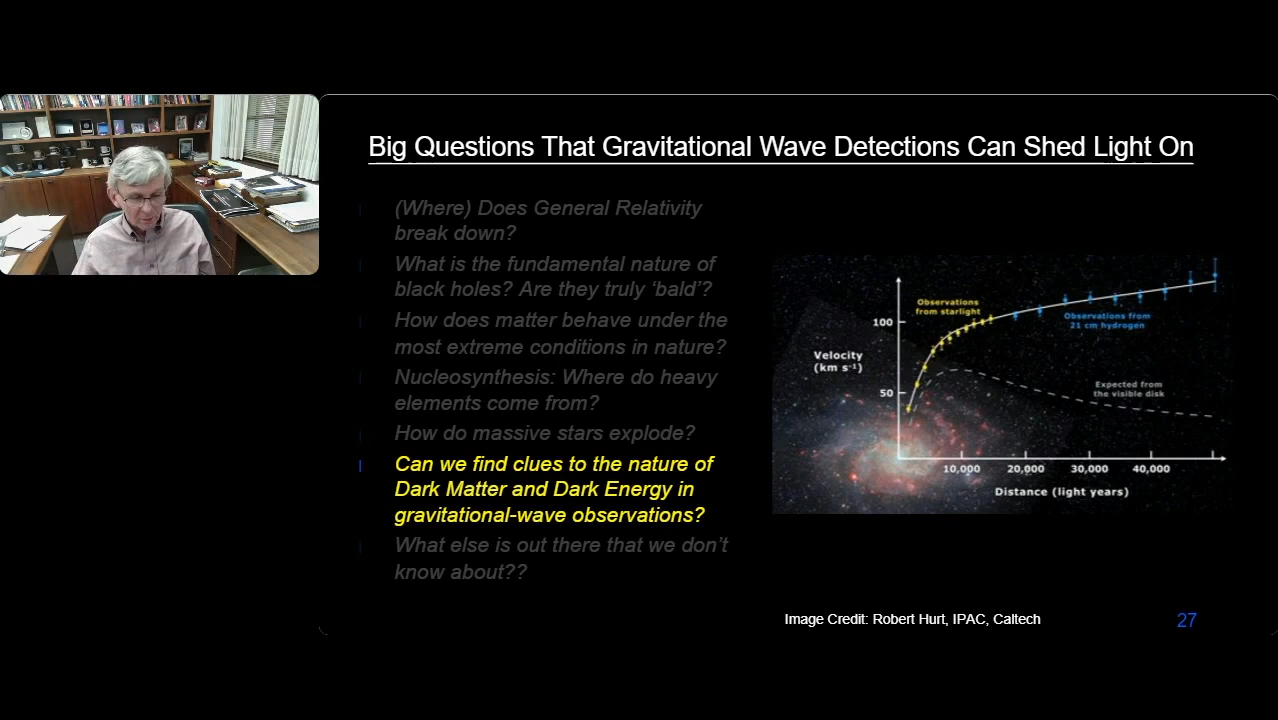 Big Questions That Gravitational Wave Detections Can Shed Light On
(Where) Does General Relativity
break down?
What is the fundamental nature of
black holes? Are they truly ‘bald’?
How does matter behave under the
most extreme conditions in nature?
Nucleosynthesis: Where do heavy
elements come from?
How do massive stars explode?
Can we find clues to the nature of
Dark Matter and Dark Energy in
gravitational-wave observations?
What else is out there that we don’t
know about??
Observations
from starlight
100
Observations from
21 cm hydrogen
Velocity
(km s⁻¹)
50
Expected from
the visible disk
10,000 20,000 30,000 40,000
Distance (light years)
Image Credit: Robert Hurt, IPAC, Caltech
27